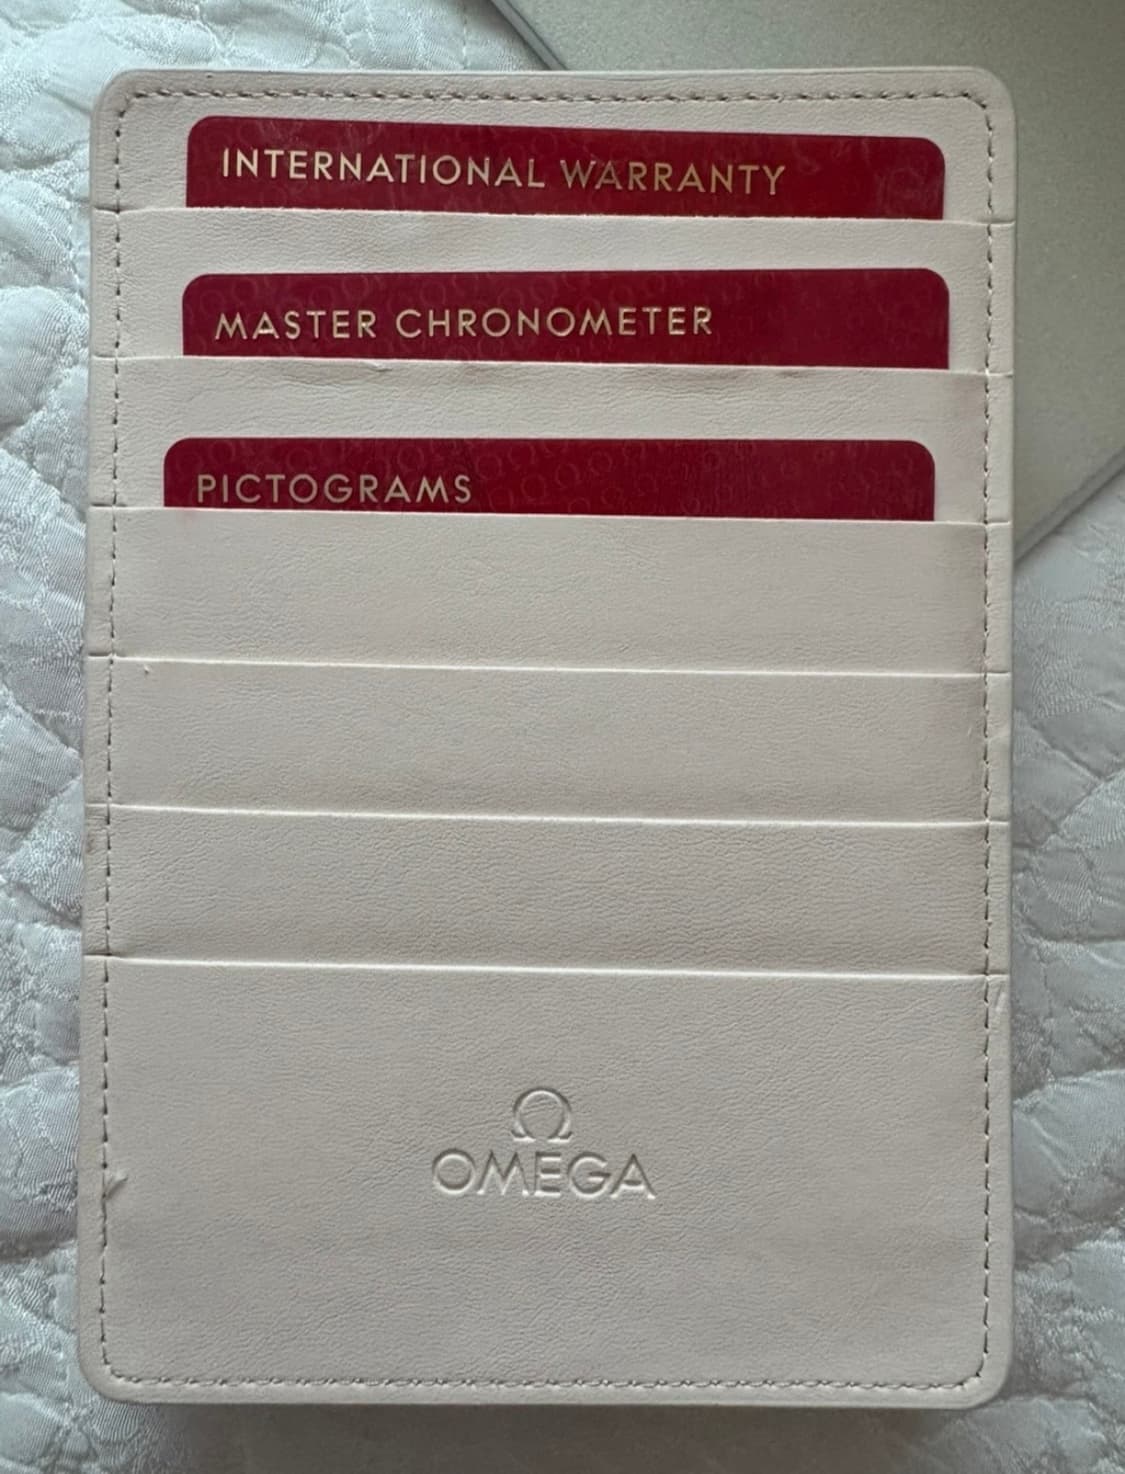 INTERNATIONAL WARRANTY
MASTER CHRONOMETER
PICTOGRAMS
Ω
OMEGA